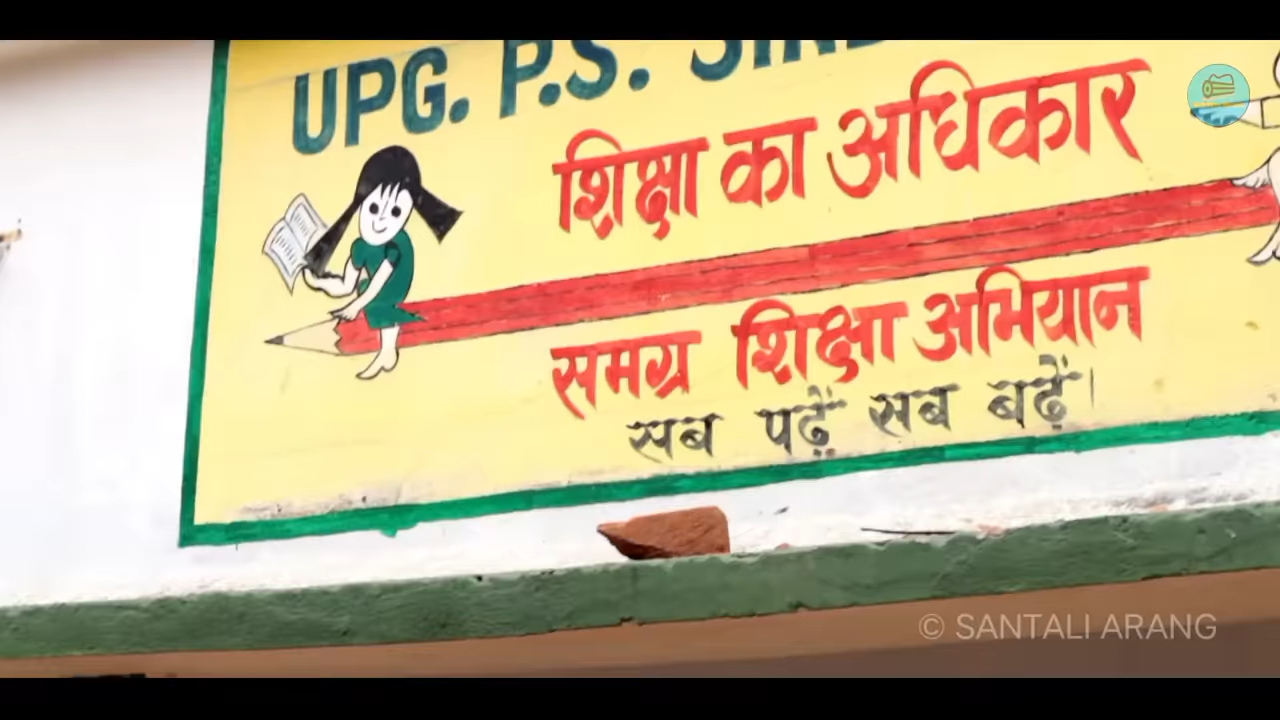 UPG. P.S.
शिक्षा का अधिकार
समग्र शिक्षा अभियान
सब पढ़ें सब बढ़ें।
© SANTALI ARANG